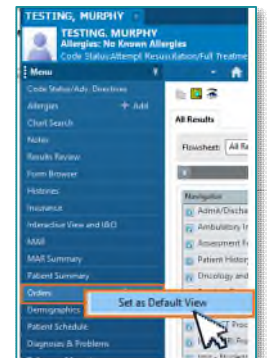 TESTING, MURPHY
TESTING, MURPHY
Allergies: No Known Allergies
Code Status:Attempt Resuscitation/Full Treatme
Menu
Code Status/Adv. Directives
Allergies + Add
Chart Search
Notes
Results Review
Form Browser
Histories
Insurance
Interactive View and I&O
MAR
MAR Summary
Patient Summary
Orders
Set as Default View
Demographics
Patient Schedule
Diagnosis & Problems
All Results
Flowsheet: All Re
Navigator
Admit/Discha
Ambulatory In
Assessment F
Patient History
Oncology and